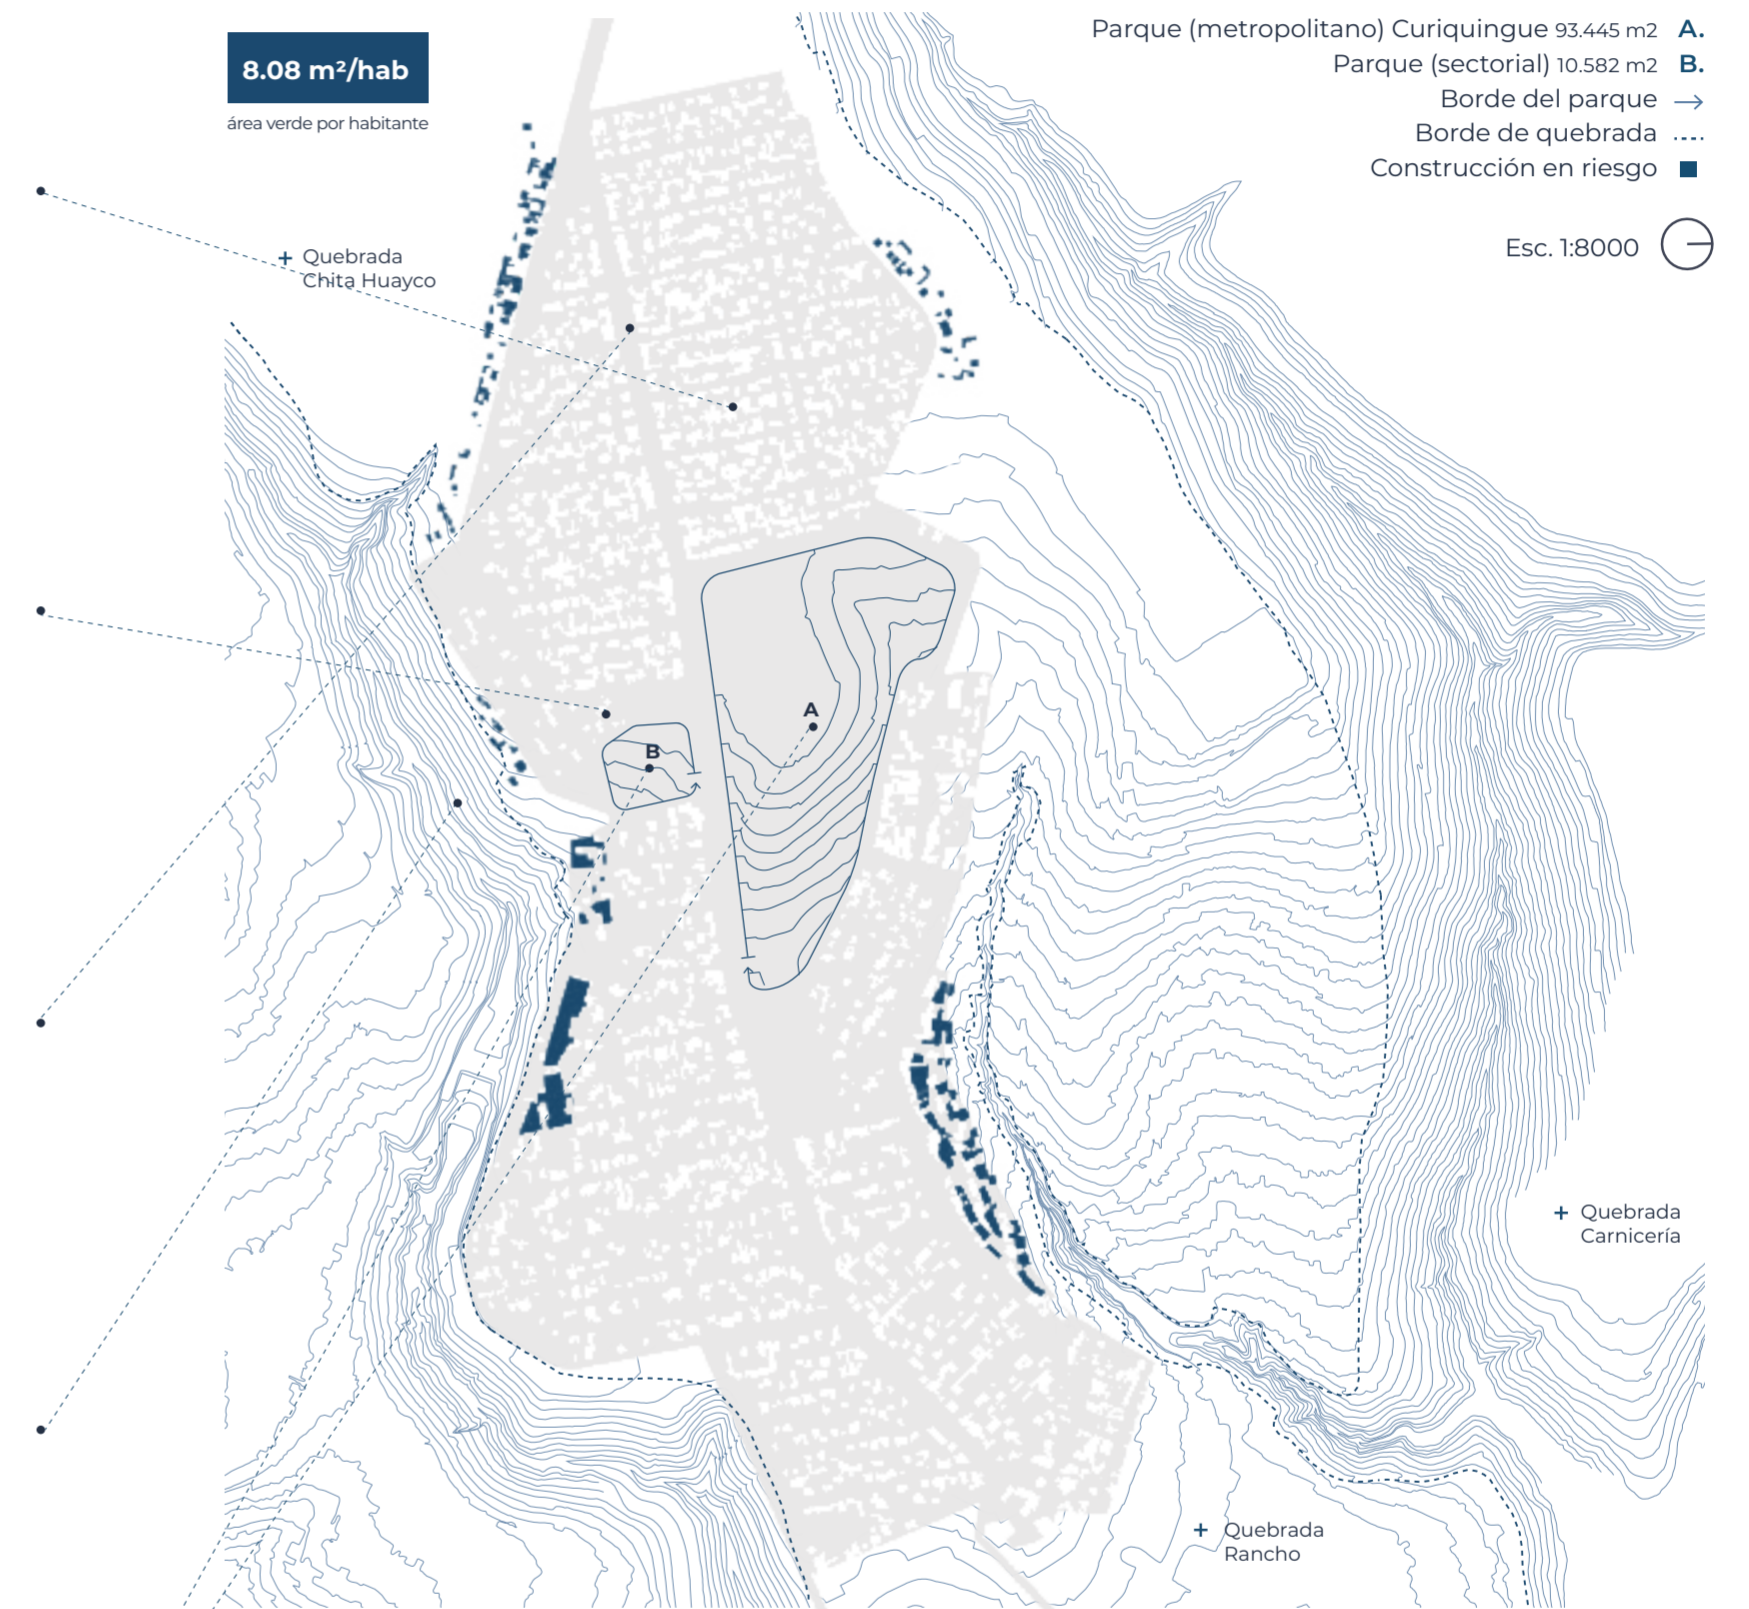 Parque (metropolitano) Curiquingue 93.445 m2 A.
Parque (sectorial) 10.582 m2 B.
Borde del parque
Borde de quebrada
Construcción en riesgo
Esc. 1:8000
8.08 m²/hab
área verde por habitante
Quebrada
Chita Huayco
A
B
Quebrada
Carnicería
Quebrada
Rancho